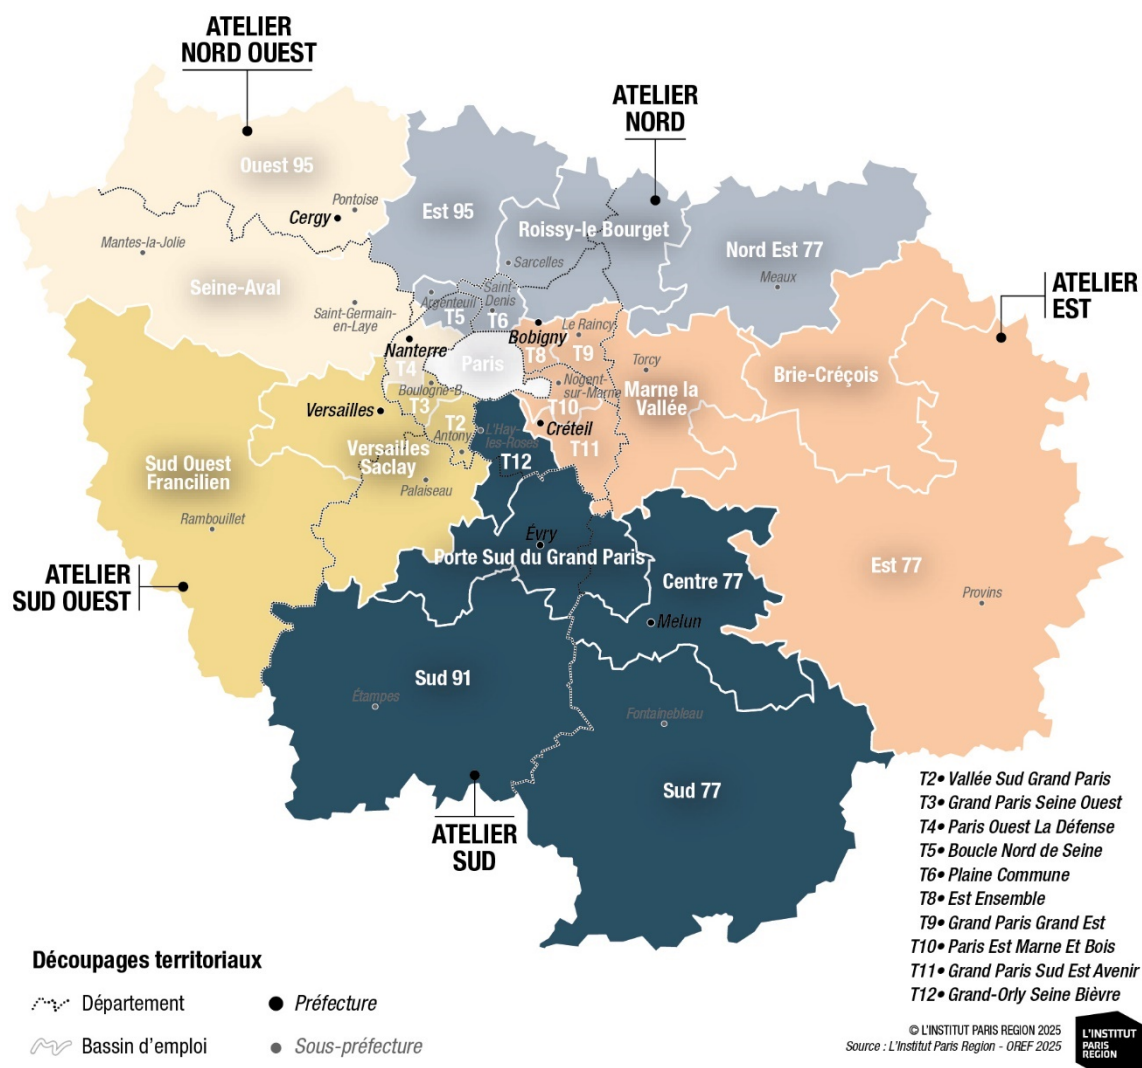 ATELIER
NORD OUEST
ATELIER
NORD
Ouest 95
Pontoise
Cergy
Est 95
Roissy-le Bourget
Mantes-la-Jolie
Sarcelles
Nord Est 77
Meaux
Seine-Aval
Saint-Germain-
en-Laye
Argenteuil
T5
Saint-
Denis
T6
ATELIER
EST
Nanterre
T4
Paris
Bobigny
T8
Le Raincy
T9
Torcy
Boulogne-B
T3
Nogent-
sur-Marne
T10
Marne la
Vallée
Brie-Créçois
Versailles
T2
Antony
L'Hay-
les-Roses
Créteil
T11
T12
Sud Ouest
Francilien
Versailles
Saclay
Palaiseau
Rambouillet
Évry
Porte Sud du Grand Paris
Centre 77
Est 77
ATELIER
SUD OUEST
Provins
Melun
Sud 91
Étampes
Fontainebleau
Sud 77
ATELIER
SUD
T2• Vallée Sud Grand Paris
T3• Grand Paris Seine Ouest
T4• Paris Ouest La Défense
T5• Boucle Nord de Seine
T6• Plaine Commune
T8• Est Ensemble
T9• Grand Paris Grand Est
T10• Paris Est Marne Et Bois
T11• Grand Paris Sud Est Avenir
T12• Grand-Orly Seine Bièvre
Découpages territoriaux
Département
Préfecture
Bassin d'emploi
Sous-préfecture
© L'INSTITUT PARIS REGION 2025
Source : L'Institut Paris Region - OREF 2025
L'INSTITUT
PARIS
REGION